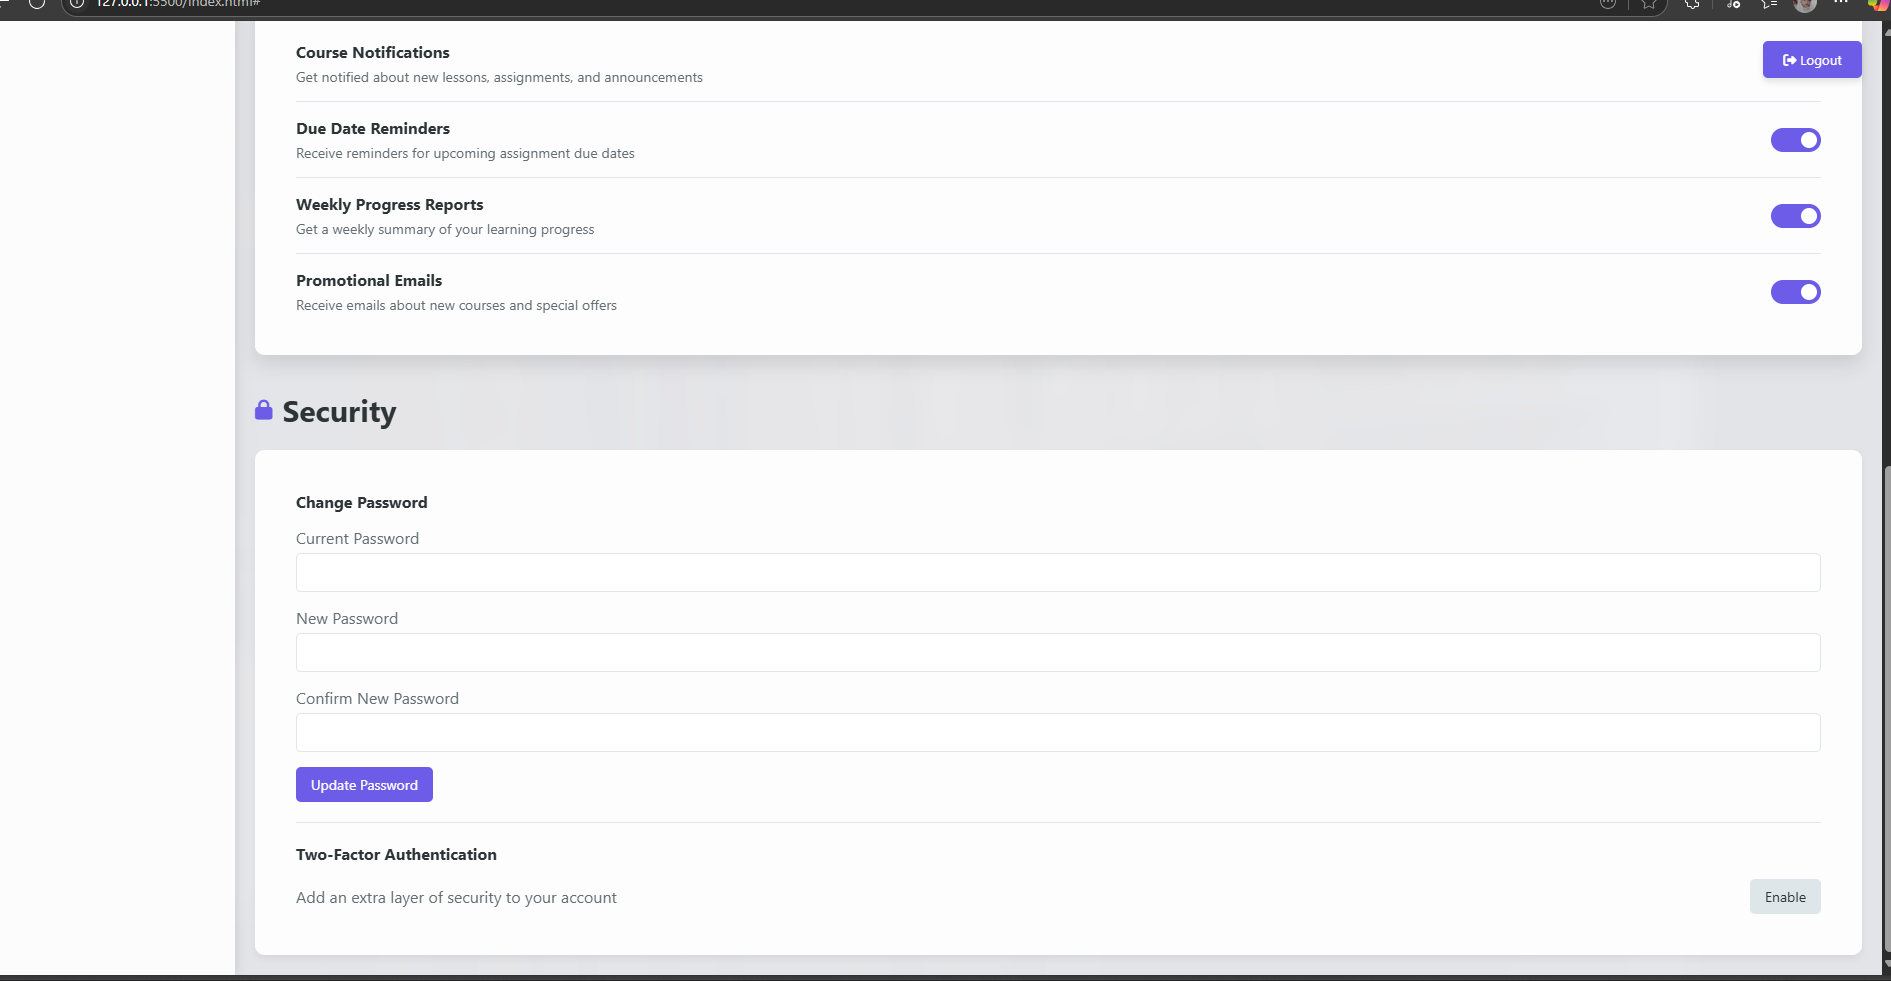 127.0.0.1:5500/index.html#
Course Notifications
Get notified about new lessons, assignments, and announcements
Logout
Due Date Reminders
Receive reminders for upcoming assignment due dates
Weekly Progress Reports
Get a weekly summary of your learning progress
Promotional Emails
Receive emails about new courses and special offers
Security
Change Password
Current Password
New Password
Confirm New Password
Update Password
Two-Factor Authentication
Add an extra layer of security to your account
Enable